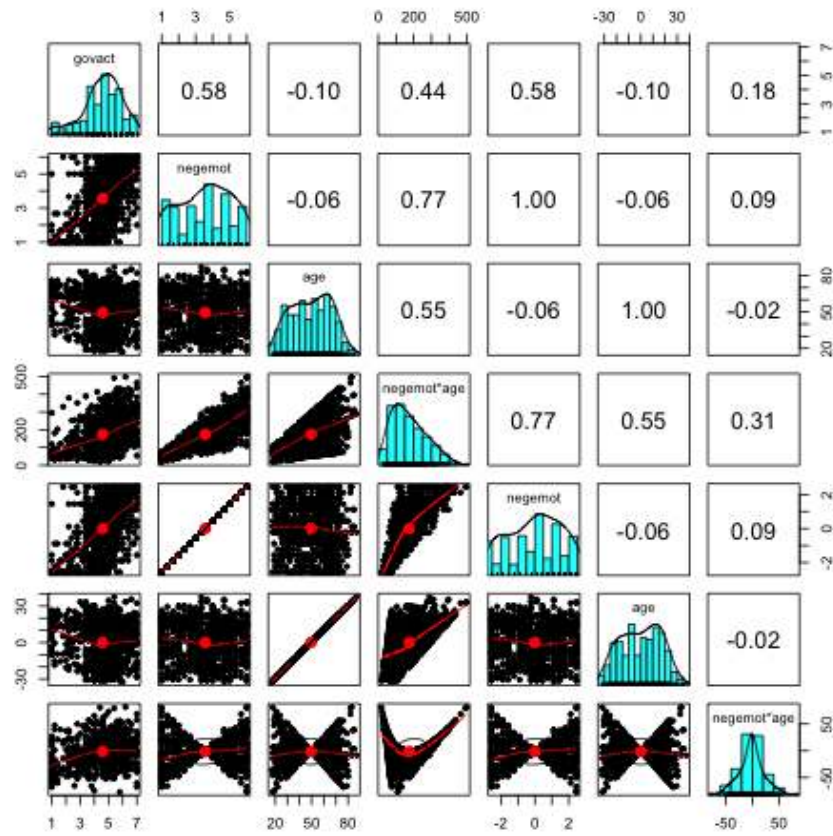 1 3 5 0 200 500 -30 0 30
govact 0.58 -0.10 0.44 0.58 -0.10 0.18 1 3 5 7
1 3 5 negemot -0.06 0.77 1.00 -0.06 0.09
age 0.55 -0.06 1.00 -0.02 20 50 80
0 200 500 negemot*age 0.77 0.55 0.31
negemot -0.06 0.09 -2 0 2
-30 0 30 age -0.02
negemot*age -50 50
1 3 5 7 20 50 80 -2 0 2 -50 50